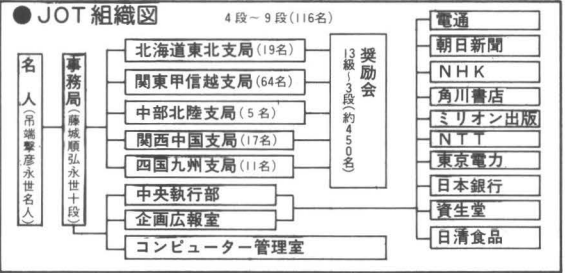 ●JOT組織図
4段～9段(116名)
名人(吊端撃彦永世名人)
事務局(藤城順弘永世十段)
北海道東北支局(19名)
関東甲信越支局(64名)
中部北陸支局(5名)
関西中国支局(17名)
四国九州支局(11名)
中央執行部
企画広報室
コンピューター管理室
奨励会
13級～3段(約450名)
電通
朝日新聞
NHK
角川書店
ミリオン出版
NTT
東京電力
日本銀行
資生堂
日清食品